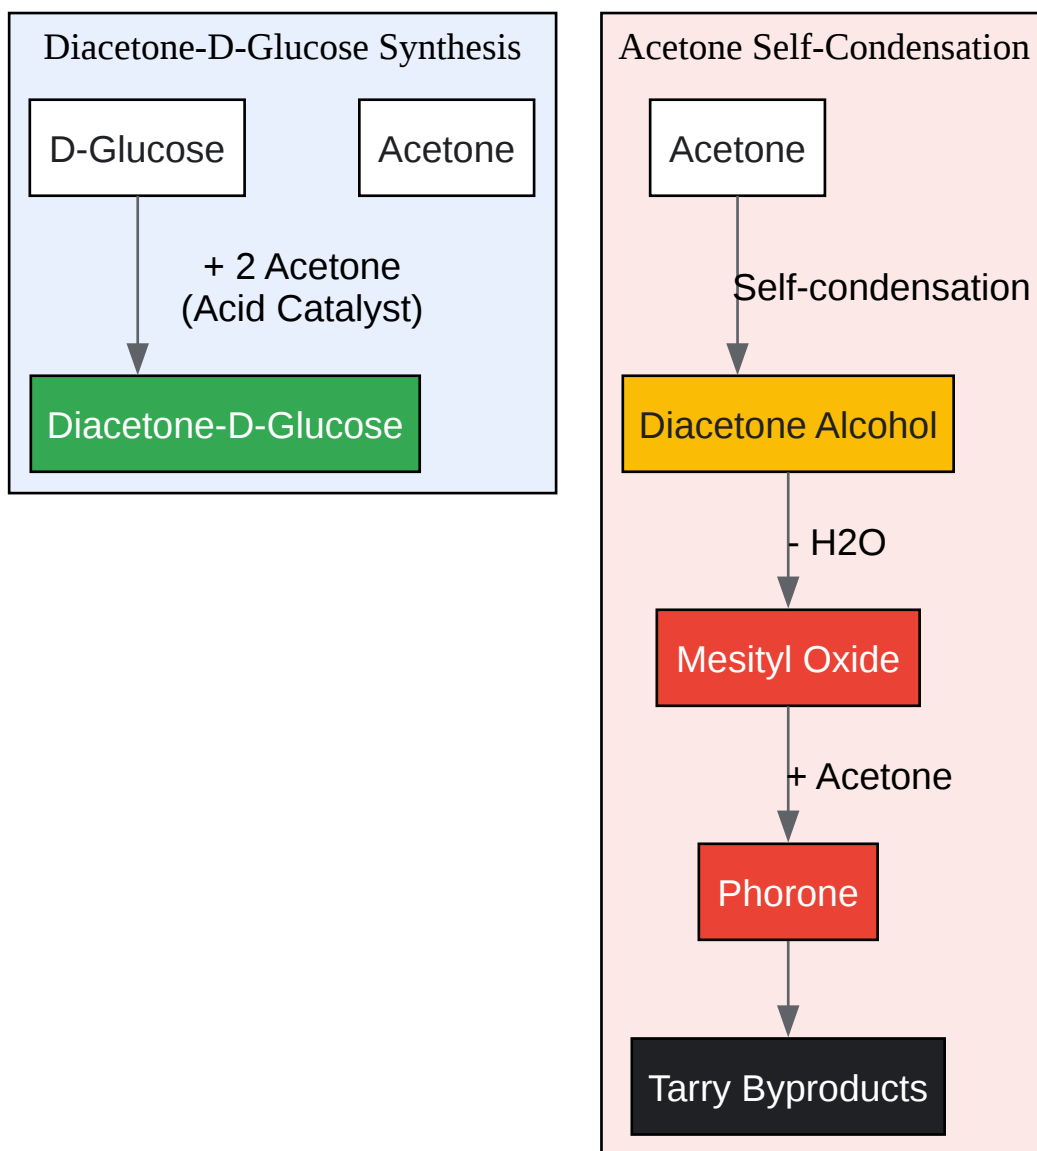 Diacetone-D-Glucose Synthesis
D-Glucose
Acetone
+ 2 Acetone
(Acid Catalyst)
Diacetone-D-Glucose
Acetone Self-Condensation
Acetone
Self-condensation
Diacetone Alcohol
- H2O
Mesityl Oxide
+ Acetone
Phorone
Tarry Byproducts